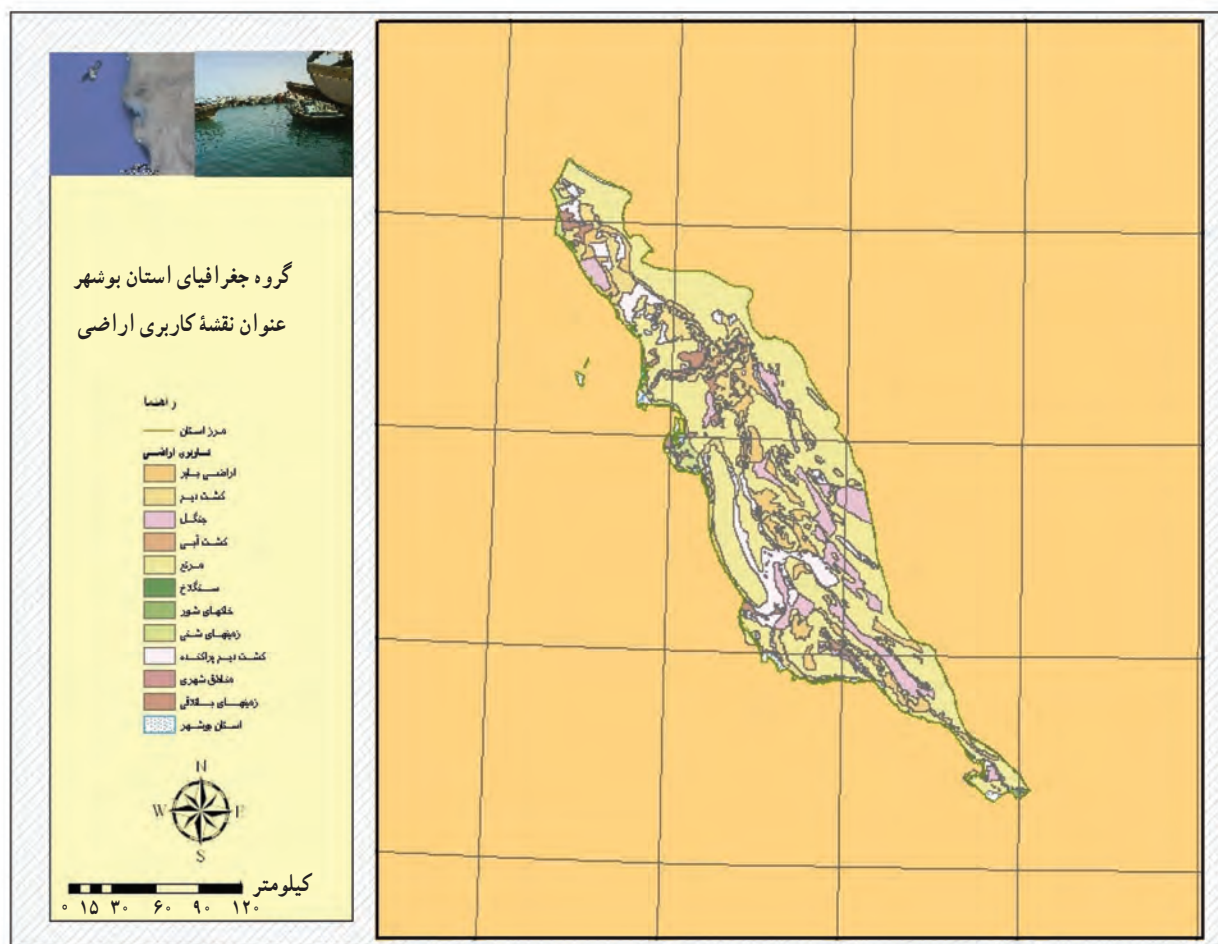 گروه جغرافیای استان بوشهر
عنوان نقشهٔ کاربری اراضی
راهنما
مرز استان
کاربری اراضی
اراضی بایر
کشت دیم
جنگل
کشت آبی
مرتع
سنگلاخ
خاکهای شور
زمینهای شنی
کشت دیم پراکنده
مناطق شهری
زمینهای باتلاقی
استان بوشهر
N
W E
S
کیلومتر
۰ ۱۵ ۳۰ ۶۰ ۹۰ ۱۲۰